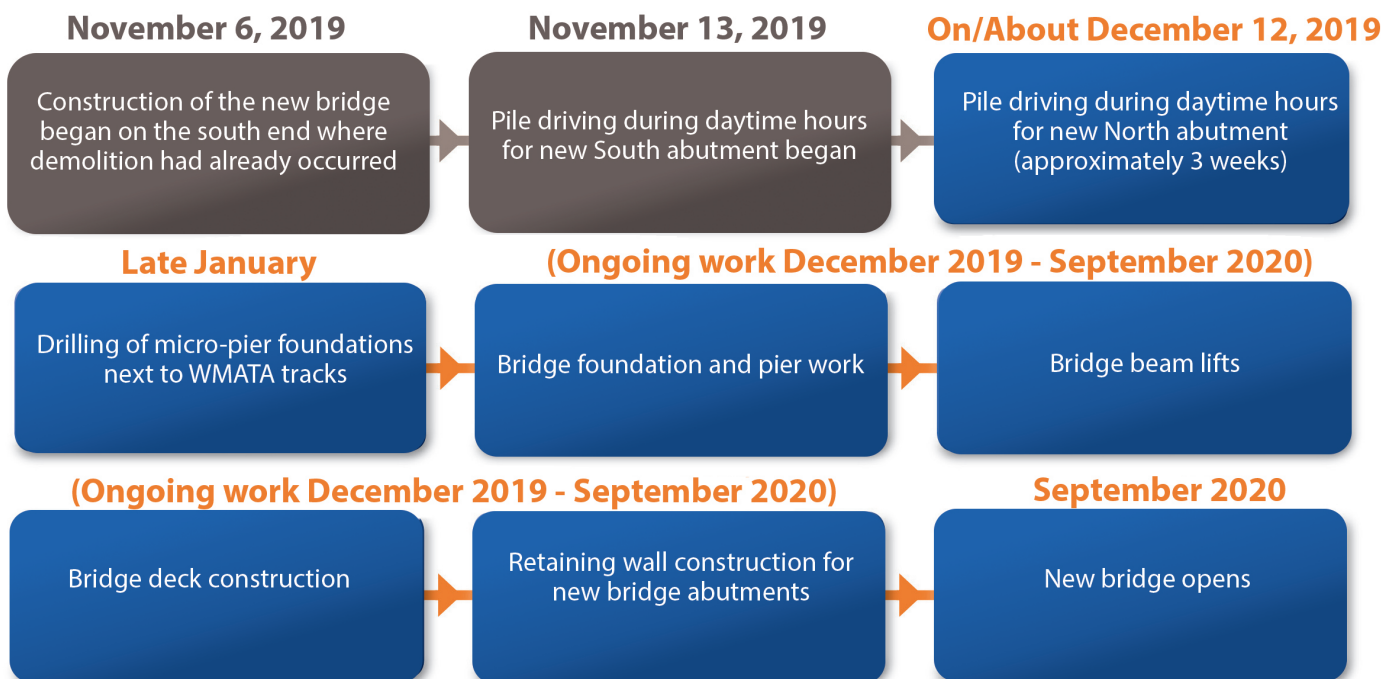 November 6, 2019
Construction of the new bridge
began on the south end where
demolition had already occurred
November 13, 2019
Pile driving during daytime hours
for new South abutment began
On/About December 12, 2019
Pile driving during daytime hours
for new North abutment
(approximately 3 weeks)
Late January
Drilling of micro-pier foundations
next to WMATA tracks
(Ongoing work December 2019 - September 2020)
Bridge foundation and pier work
Bridge beam lifts
(Ongoing work December 2019 - September 2020)
Bridge deck construction
Retaining wall construction for
new bridge abutments
September 2020
New bridge opens